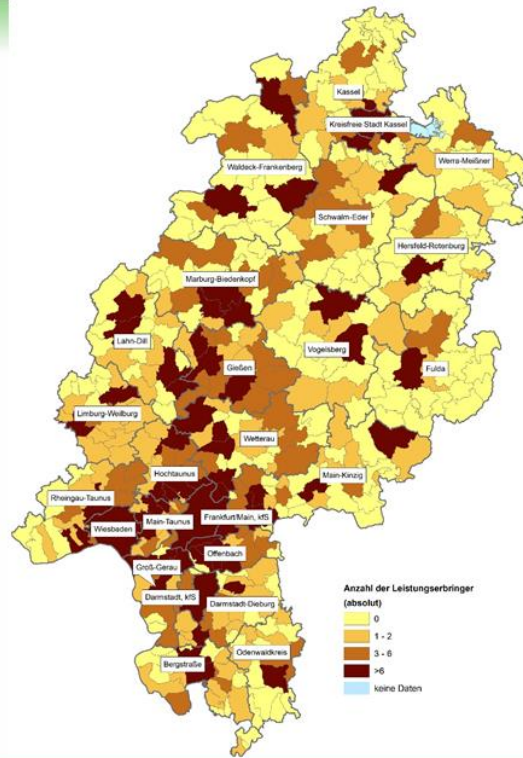 Kassel
Kreisfreie Stadt Kassel
Werra-Meißner
Waldeck-Frankenberg
Schwalm-Eder
Hersfeld-Rotenburg
Marburg-Biedenkopf
Lahn-Dill
Vogelsberg
Gießen
Fulda
Limburg-Weilburg
Wetterau
Hochtaunus
Main-Kinzig
Rheingau-Taunus
Main-Taunus
Frankfurt/Main, kfS
Wiesbaden
Offenbach
Groß-Gerau
Darmstadt, kfS
Darmstadt-Dieburg
Odenwaldkreis
Bergstraße
Anzahl der Leistungserbringer
(absolut)
0
1 - 2
3 - 6
>6
keine Daten